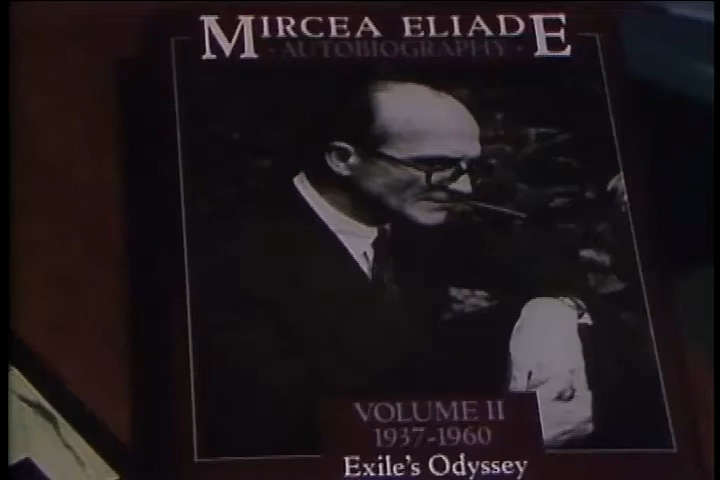 MIRCEA ELIADE
· AUTOBIOGRAPHY ·
VOLUME II
1937-1960
Exile's Odyssey